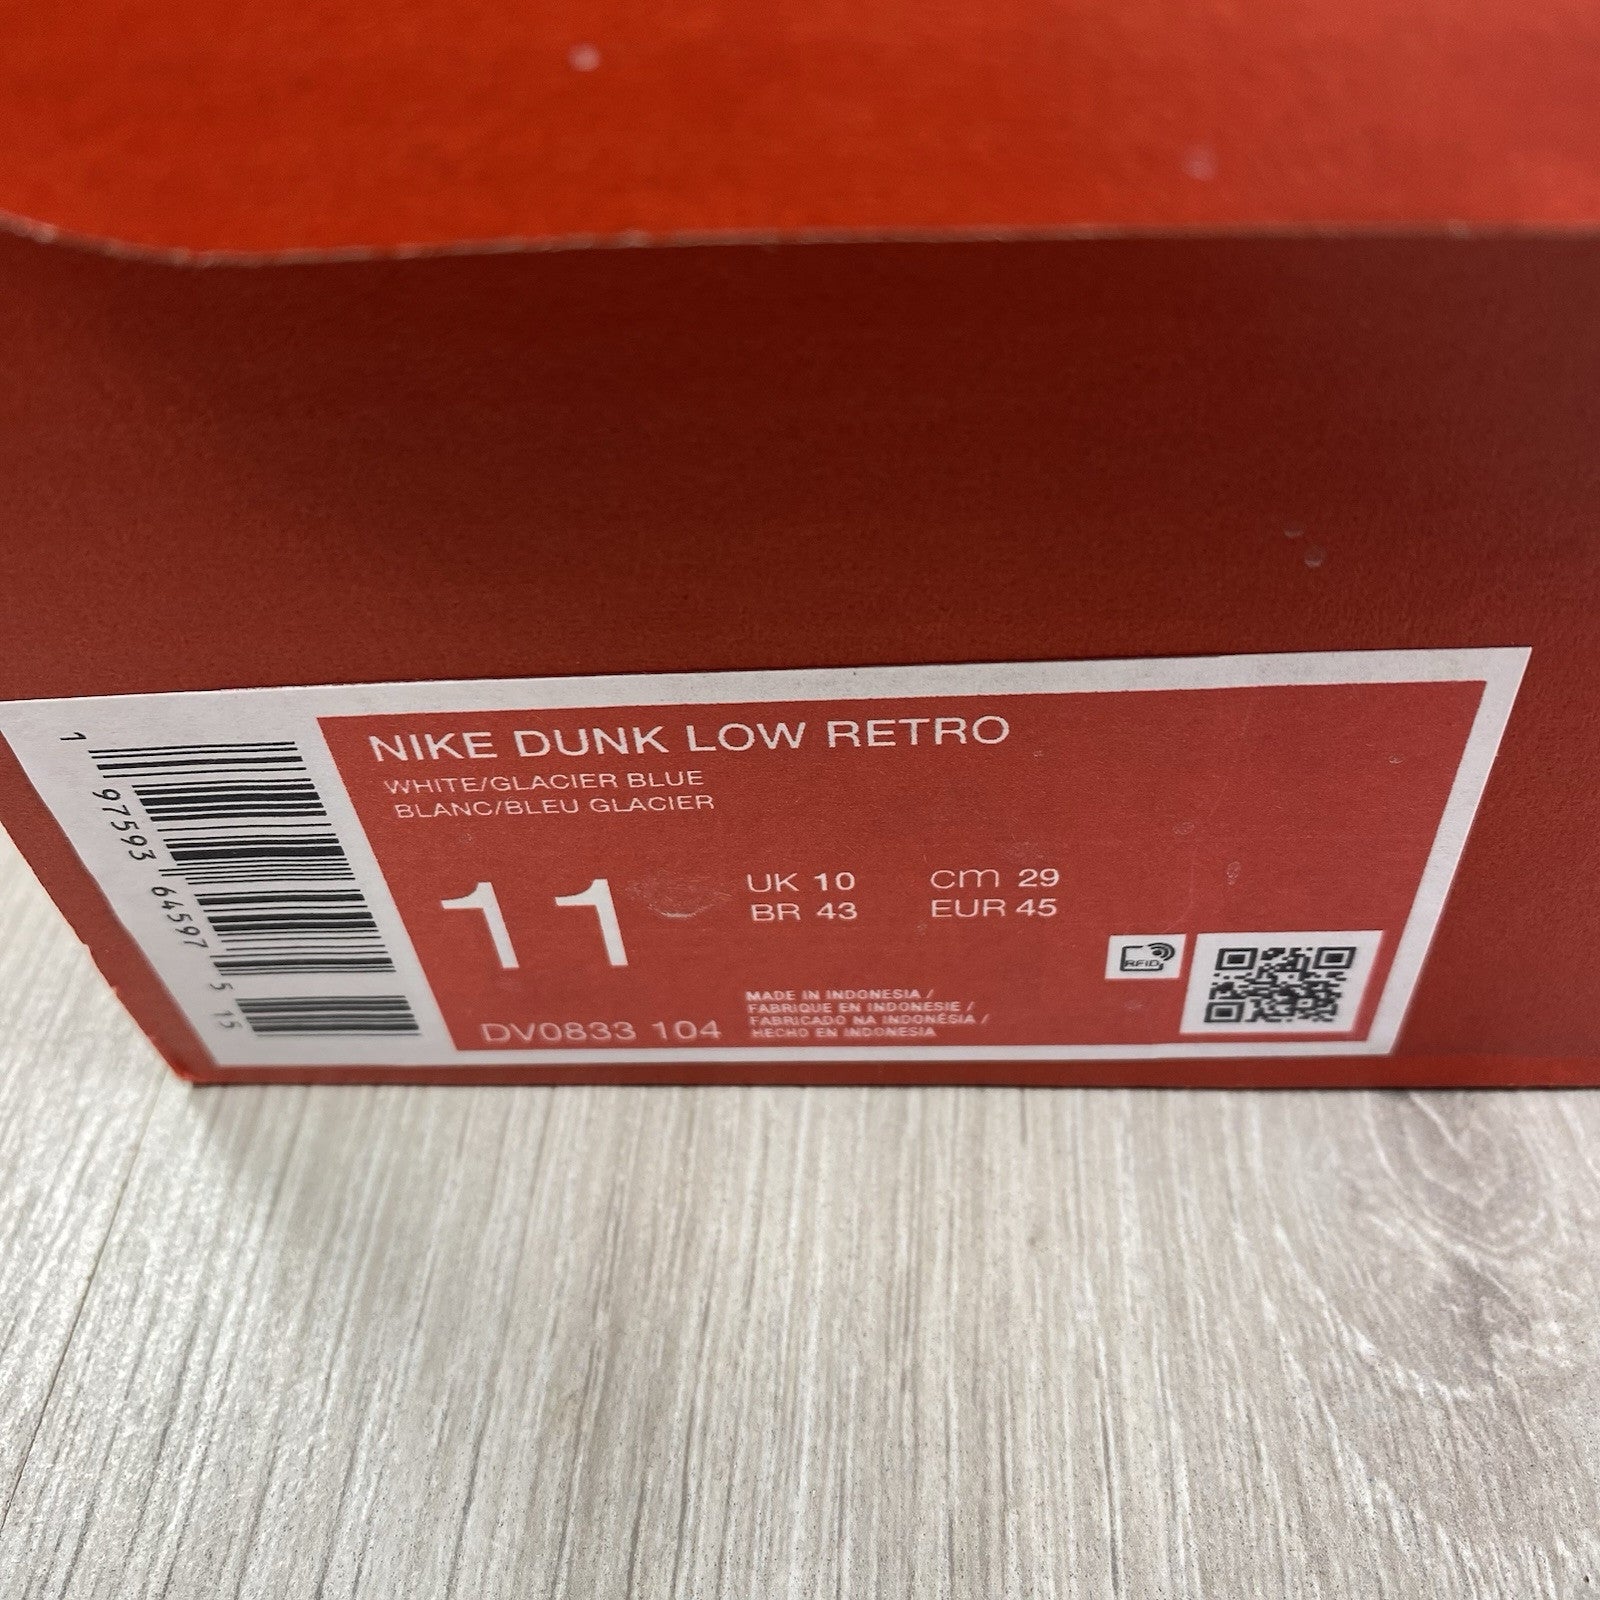 NIKE DUNK LOW RETRO
WHITE/GLACIER BLUE
BLANC/BLEU GLACIER
11
UK 10
BR 43
cm 29
EUR 45
DV0833 104
MADE IN INDONESIA /
FABRIQUE EN INDONESIE /
FABRICADO NA INDONÉSIA /
HECHO EN INDONESIA
RFID
1 97593 64597 5 15